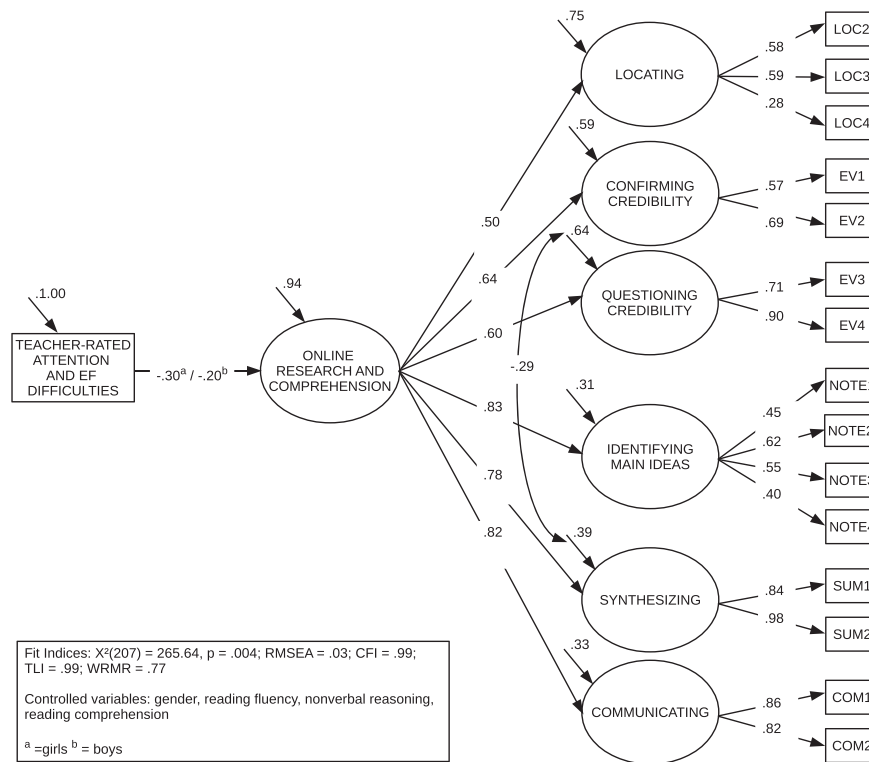 .75
LOCATING
.58
.59
.28
LOC2
LOC3
LOC4
.59
CONFIRMING
CREDIBILITY
.57
.69
EV1
EV2
.64
QUESTIONING
CREDIBILITY
.71
.90
EV3
EV4
.50
.64
.60
-.29
.83
.78
.82
.1.00
TEACHER-RATED
ATTENTION
AND EF
DIFFICULTIES
-.30ᵃ / -.20ᵇ
.94
ONLINE
RESEARCH AND
COMPREHENSION
.31
IDENTIFYING
MAIN IDEAS
.45
.62
.55
.40
NOTE1
NOTE2
NOTE3
NOTE4
.39
SYNTHESIZING
.84
.98
SUM1
SUM2
.33
COMMUNICATING
.86
.82
COM1
COM2
Fit Indices: X²(207) = 265.64, p = .004; RMSEA = .03; CFI = .99;
TLI = .99; WRMR = .77
Controlled variables: gender, reading fluency, nonverbal reasoning,
reading comprehension
ᵃ =girls ᵇ = boys